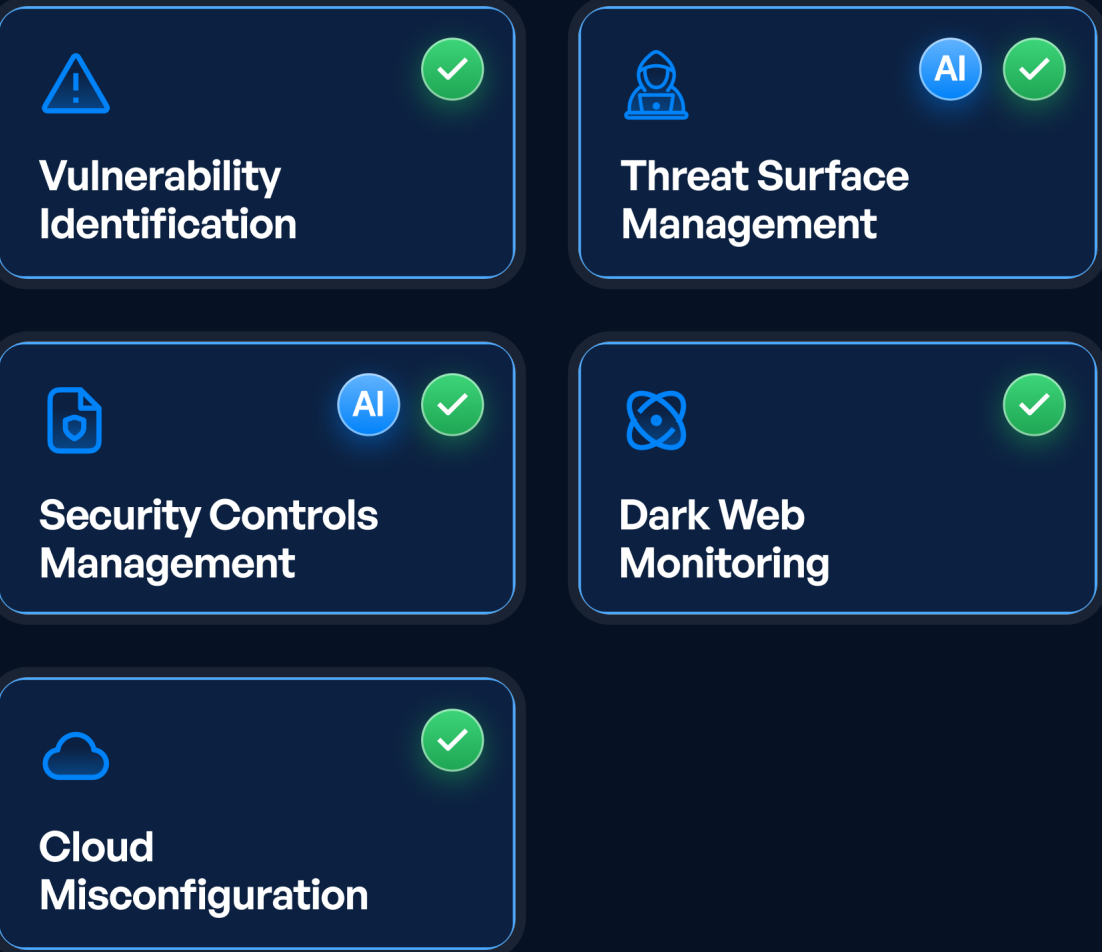 Vulnerability
Identification
AI
Threat Surface
Management
AI
Security Controls
Management
Dark Web
Monitoring
Cloud
Misconfiguration